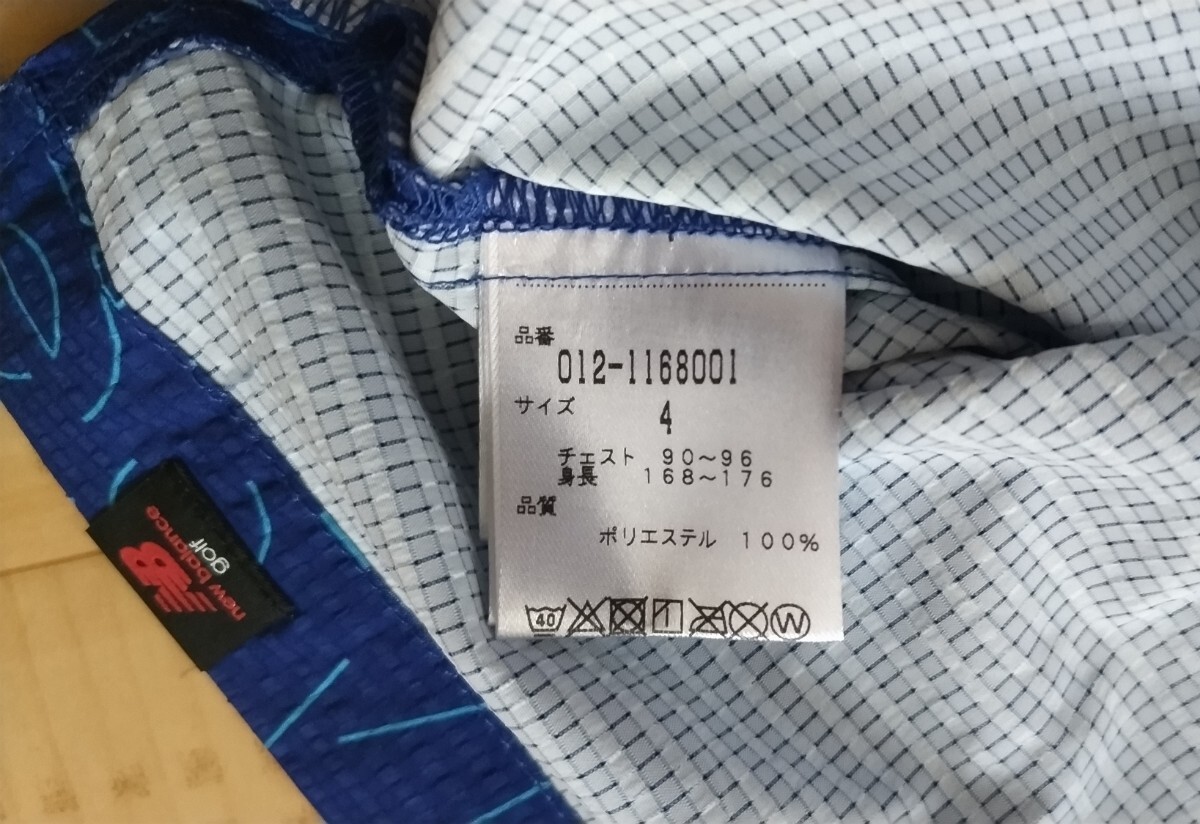 品番
012-1168001
サイズ 4
チェスト 90～96
身長 168～176
品質
ポリエステル 100%
40 W
new balance
golf